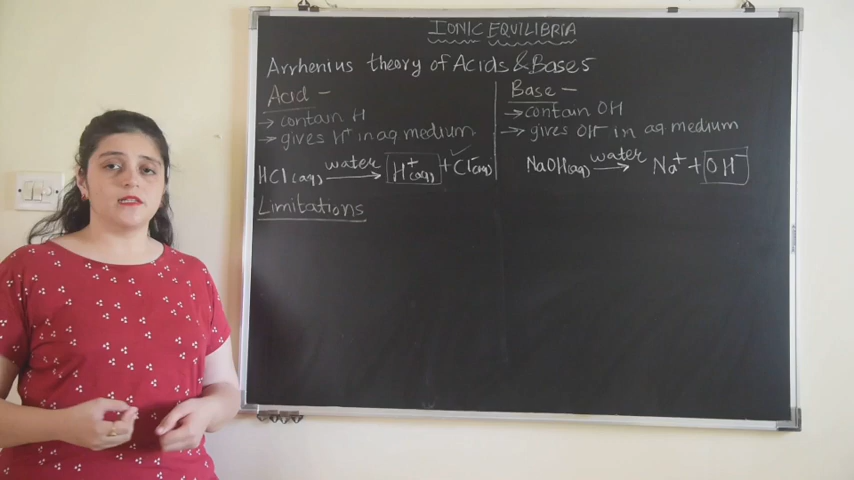 IONIC EQUILIBRIA
Arrhenius theory of Acids & Bases
Acid -
→ contain H
→ gives H⁺ in aq medium
HCl(aq) water → H⁺(aq) + Cl⁻(aq)
Limitations
Base -
→ contain OH
→ gives OH⁻ in aq medium
NaOH(aq) water → Na⁺ + OH⁻